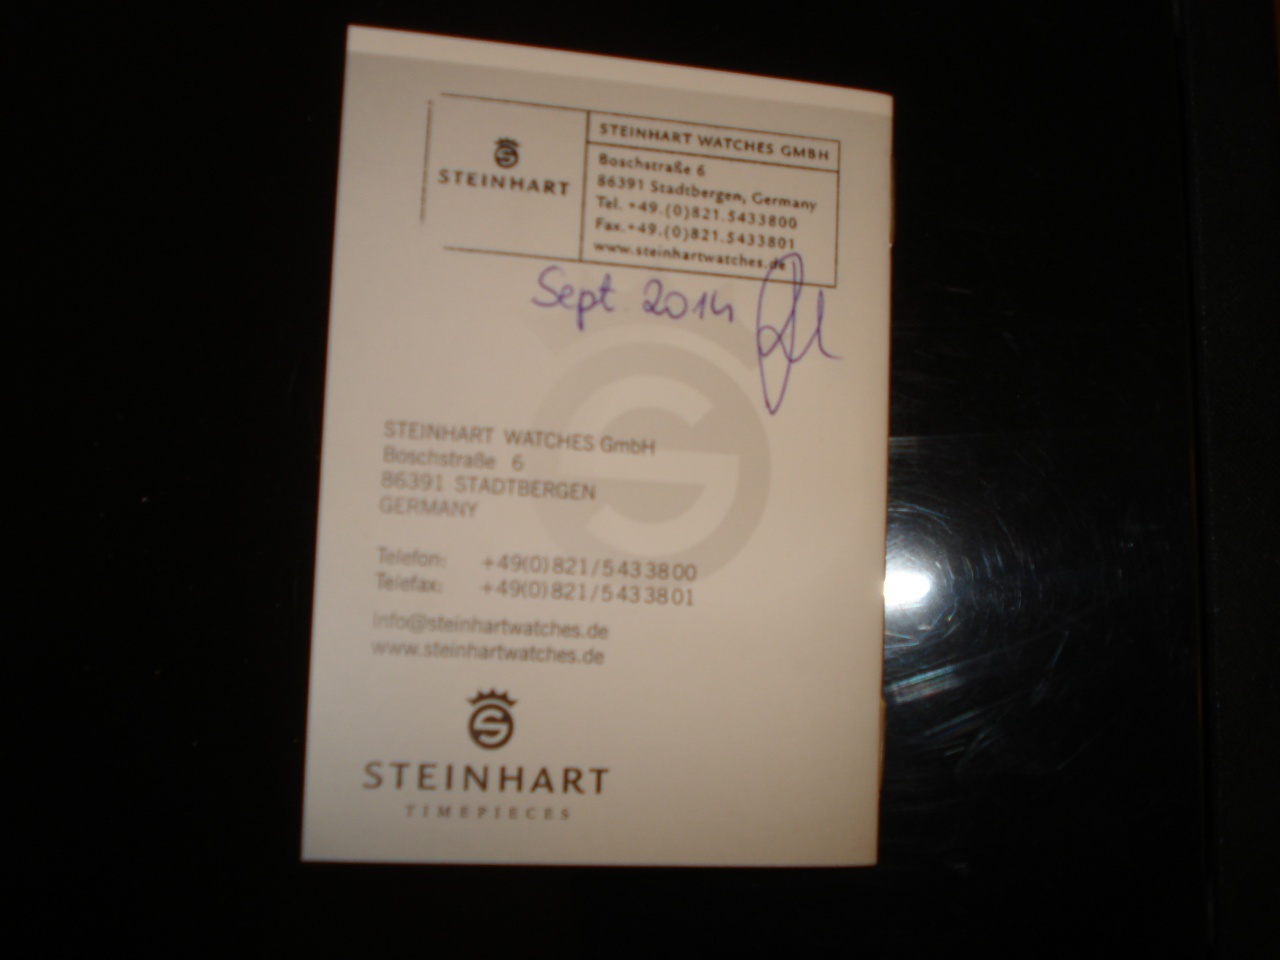 STEINHART
STEINHART WATCHES GMBH
Boschstraße 6
86391 Stadtbergen, Germany
Tel. +49.(0)821.5433800
Fax.+49.(0)821.5433801
www.steinhartwatches.de
Sept. 2014
STEINHART WATCHES GmbH
Boschstraße 6
86391 STADTBERGEN
GERMANY
Telefon: +49(0)821/5433800
Telefax: +49(0)821/5433801
info@steinhartwatches.de
www.steinhartwatches.de
STEINHART
TIMEPIECES